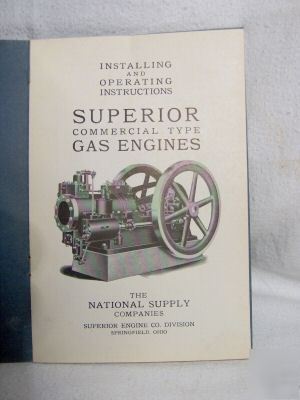 INSTALLING
AND
OPERATING
INSTRUCTIONS
SUPERIOR
COMMERCIAL TYPE
GAS ENGINES
THE
NATIONAL SUPPLY
COMPANIES
SUPERIOR ENGINE CO. DIVISION
SPRINGFIELD, OHIO